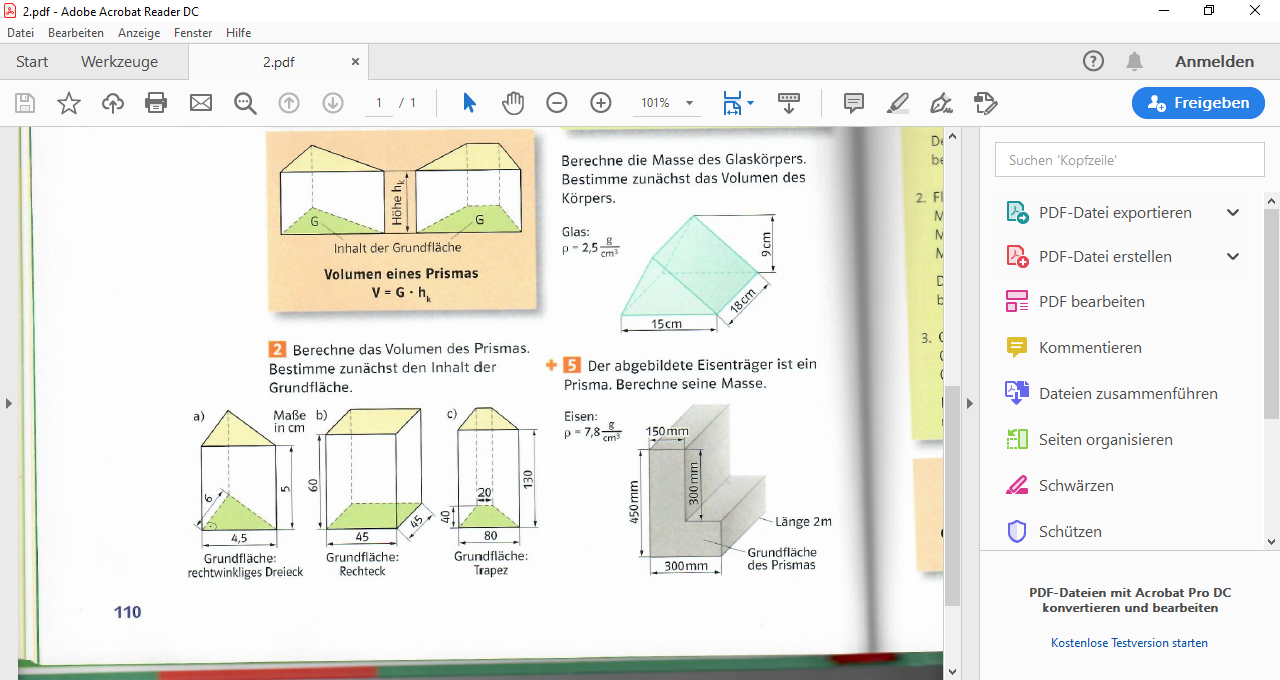 2.pdf - Adobe Acrobat Reader DC
Datei Bearbeiten Anzeige Fenster Hilfe
Start Werkzeuge 2.pdf × Anmelden
1 / 1 101% Freigeben
G G
Höhe hk
Inhalt der Grundfläche
Volumen eines Prismas
V = G · hk
2 Berechne das Volumen des Prismas.
Bestimme zunächst den Inhalt der
Grundfläche.
a) Maße in cm b) c)
6 5 4,5
60 45 45
20 40 80 130
Grundfläche:
rechtwinkliges Dreieck
Grundfläche:
Rechteck
Grundfläche:
Trapez
110
Berechne die Masse des Glaskörpers.
Bestimme zunächst das Volumen des
Körpers.
Glas:
ρ = 2,5 g/cm³
9 cm
18 cm
15 cm
+ 5 Der abgebildete Eisenträger ist ein
Prisma. Berechne seine Masse.
Eisen:
ρ = 7,8 g/cm³
150 mm
450 mm
300 mm
300 mm
Länge 2 m
Grundfläche
des Prismas
2.
3.
Suchen 'Kopfzeile'
PDF-Datei exportieren
PDF-Datei erstellen
PDF bearbeiten
Kommentieren
Dateien zusammenführen
Seiten organisieren
Schwärzen
Schützen
PDF-Dateien mit Acrobat Pro DC
konvertieren und bearbeiten
Kostenlose Testversion starten